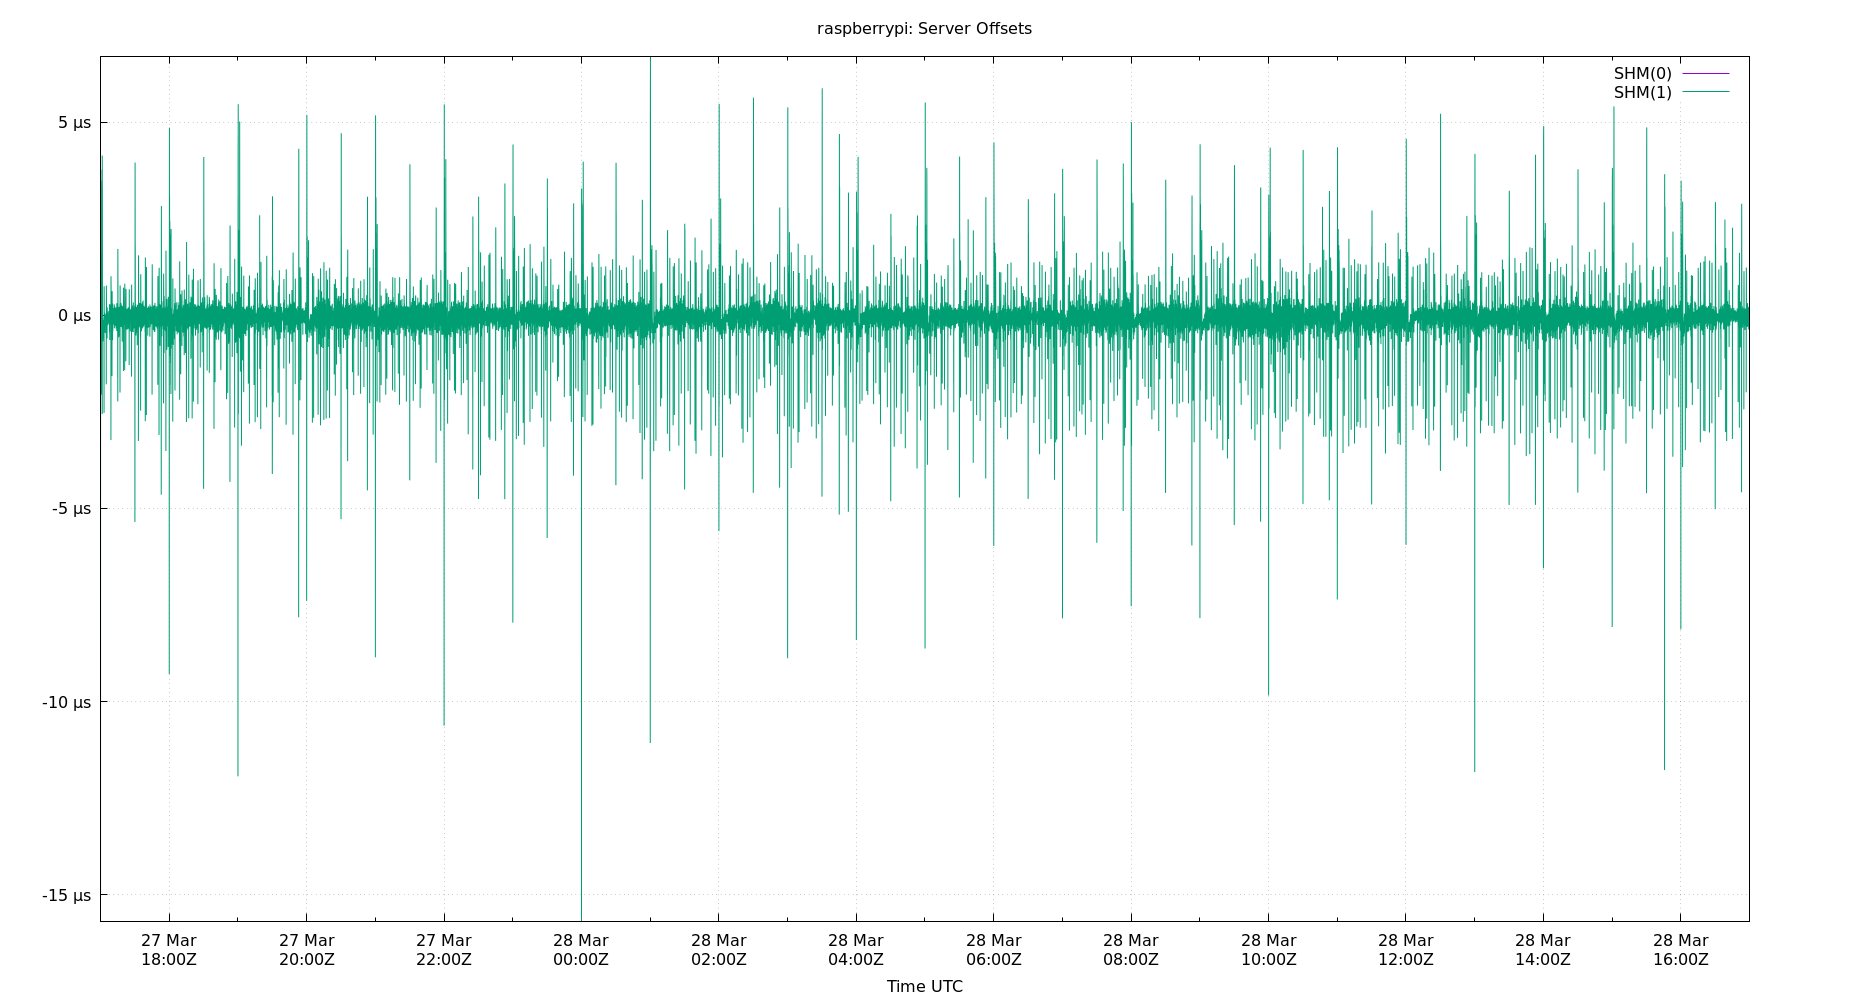 raspberrypi: Server Offsets
SHM(0)
SHM(1)
5 µs
0 µs
-5 µs
-10 µs
-15 µs
27 Mar 27 Mar 27 Mar 28 Mar 28 Mar 28 Mar 28 Mar 28 Mar 28 Mar 28 Mar 28 Mar 28 Mar
18:00Z 20:00Z 22:00Z 00:00Z 02:00Z 04:00Z 06:00Z 08:00Z 10:00Z 12:00Z 14:00Z 16:00Z
Time UTC